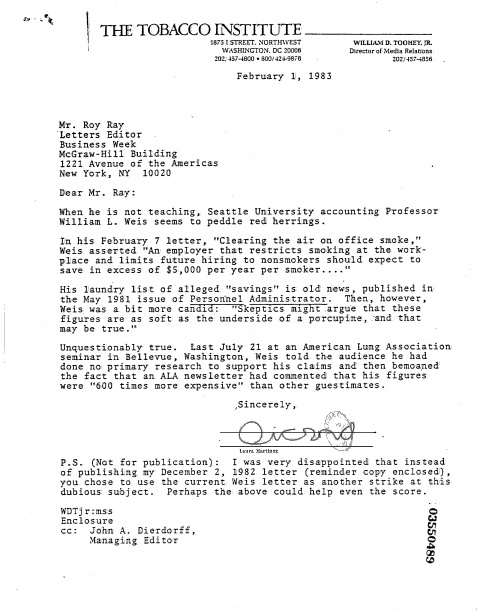 THE TOBACCO INSTITUTE
1875 I STREET, NORTHWEST
WASHINGTON, DC 20006
202/457-4800 • 800/424-9876
WILLIAM D. TOOHEY, JR.
Director of Media Relations
202/457-4856
February 1, 1983
Mr. Roy Ray
Letters Editor
Business Week
McGraw-Hill Building
1221 Avenue of the Americas
New York, NY 10020
Dear Mr. Ray:
When he is not teaching, Seattle University accounting Professor
William L. Weis seems to peddle red herrings.
In his February 7 letter, "Clearing the air on office smoke,"
Weis asserted "An employer that restricts smoking at the work-
place and limits future hiring to nonsmokers should expect to
save in excess of $5,000 per year per smoker...."
His laundry list of alleged "savings" is old news, published in
the May 1981 issue of Personnel Administrator. Then, however,
Weis was a bit more candid: "Skeptics might argue that these
figures are as soft as the underside of a porcupine, and that
may be true."
Unquestionably true. Last July 21 at an American Lung Association
seminar in Bellevue, Washington, Weis told the audience he had
done no primary research to support his claims and then bemoaned
the fact that an ALA newsletter had commented that his figures
were "600 times more expensive" than other guestimates.
Sincerely,
Laura Martinez
P.S. (Not for publication): I was very disappointed that instead
of publishing my December 2, 1982 letter (reminder copy enclosed),
you chose to use the current Weis letter as another strike at this
dubious subject. Perhaps the above could help even the score.
WDTjr:mss
Enclosure
cc: John A. Dierdorff,
Managing Editor
03550489